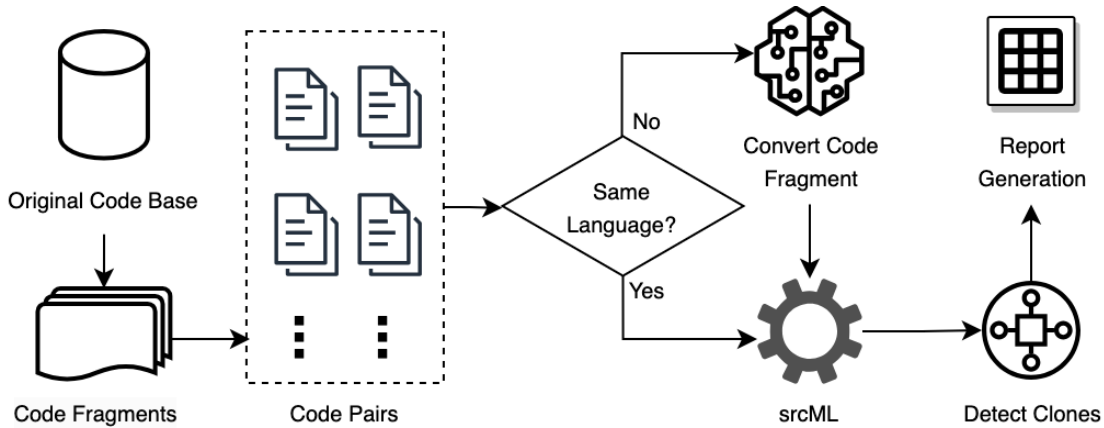 Original Code Base
Code Fragments
Code Pairs
Same
Language?
No
Yes
Convert Code
Fragment
srcML
Detect Clones
Report
Generation